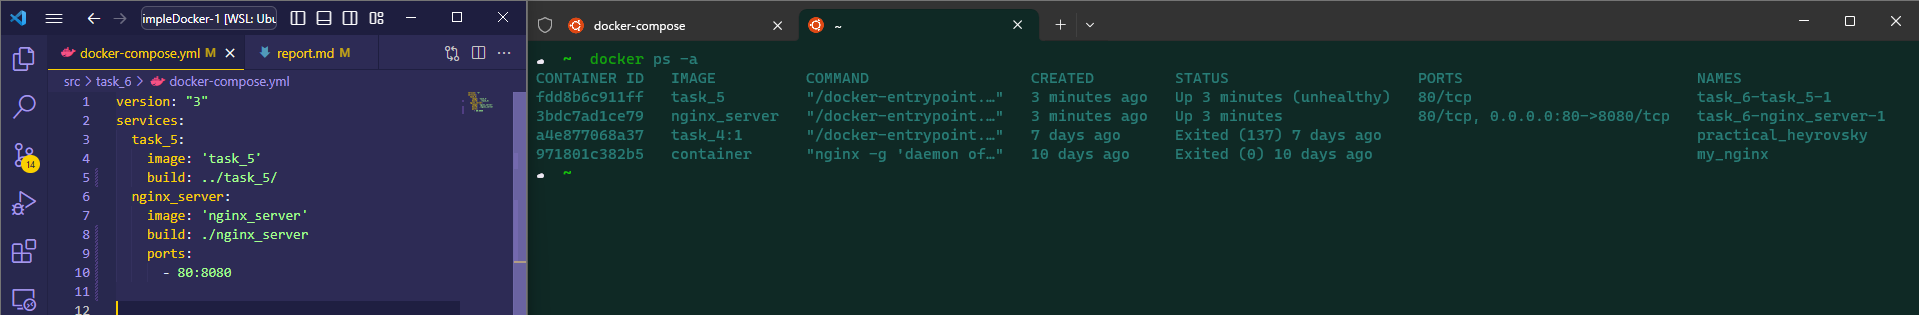 impleDocker-1 [WSL: Ubu
docker-compose.yml M
report.md M
src > task_6 > docker-compose.yml
1 version: "3"
2 services:
3 task_5:
4 image: 'task_5'
5 build: ../task_5/
6 nginx_server:
7 image: 'nginx_server'
8 build: ./nginx_server
9 ports:
10 - 80:8080
11
12
14
docker-compose
~
~ docker ps -a
CONTAINER ID IMAGE COMMAND CREATED STATUS PORTS NAMES
fdd8b6c911ff task_5 "/docker-entrypoint.…" 3 minutes ago Up 3 minutes (unhealthy) 80/tcp task_6-task_5-1
3bdc7ad1ce79 nginx_server "/docker-entrypoint.…" 3 minutes ago Up 3 minutes 80/tcp, 0.0.0.0:80->8080/tcp task_6-nginx_server-1
a4e877068a37 task_4:1 "/docker-entrypoint.…" 7 days ago Exited (137) 7 days ago practical_heyrovsky
971801c382b5 container "nginx -g 'daemon of…" 10 days ago Exited (0) 10 days ago my_nginx
~